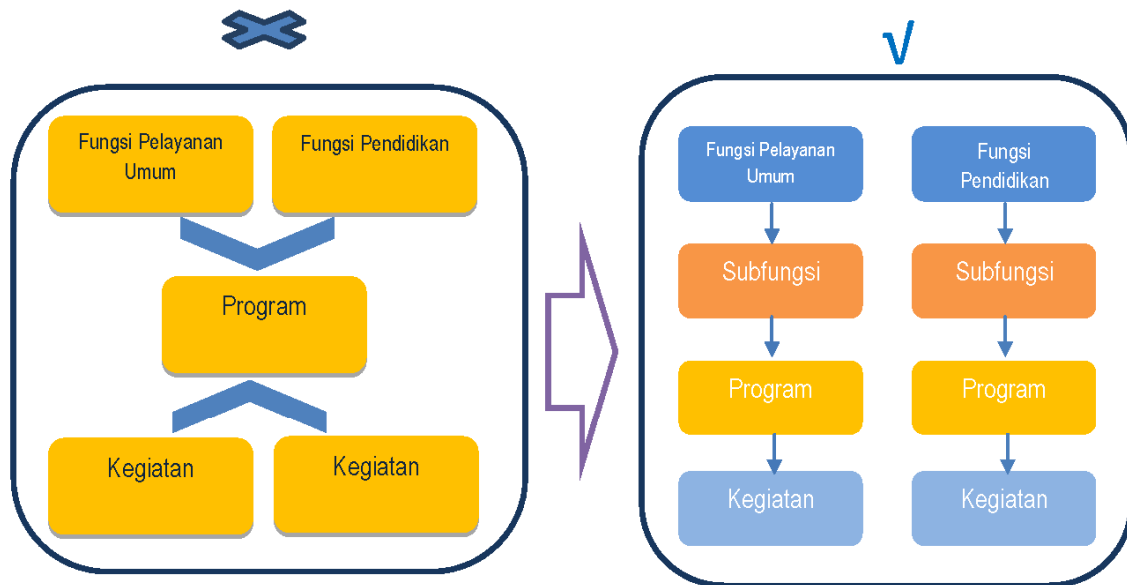 √
Fungsi Pelayanan
Umum
Fungsi Pendidikan
Program
Kegiatan
Kegiatan
Fungsi Pelayanan
Umum
Fungsi
Pendidikan
Subfungsi
Subfungsi
Program
Program
Kegiatan
Kegiatan